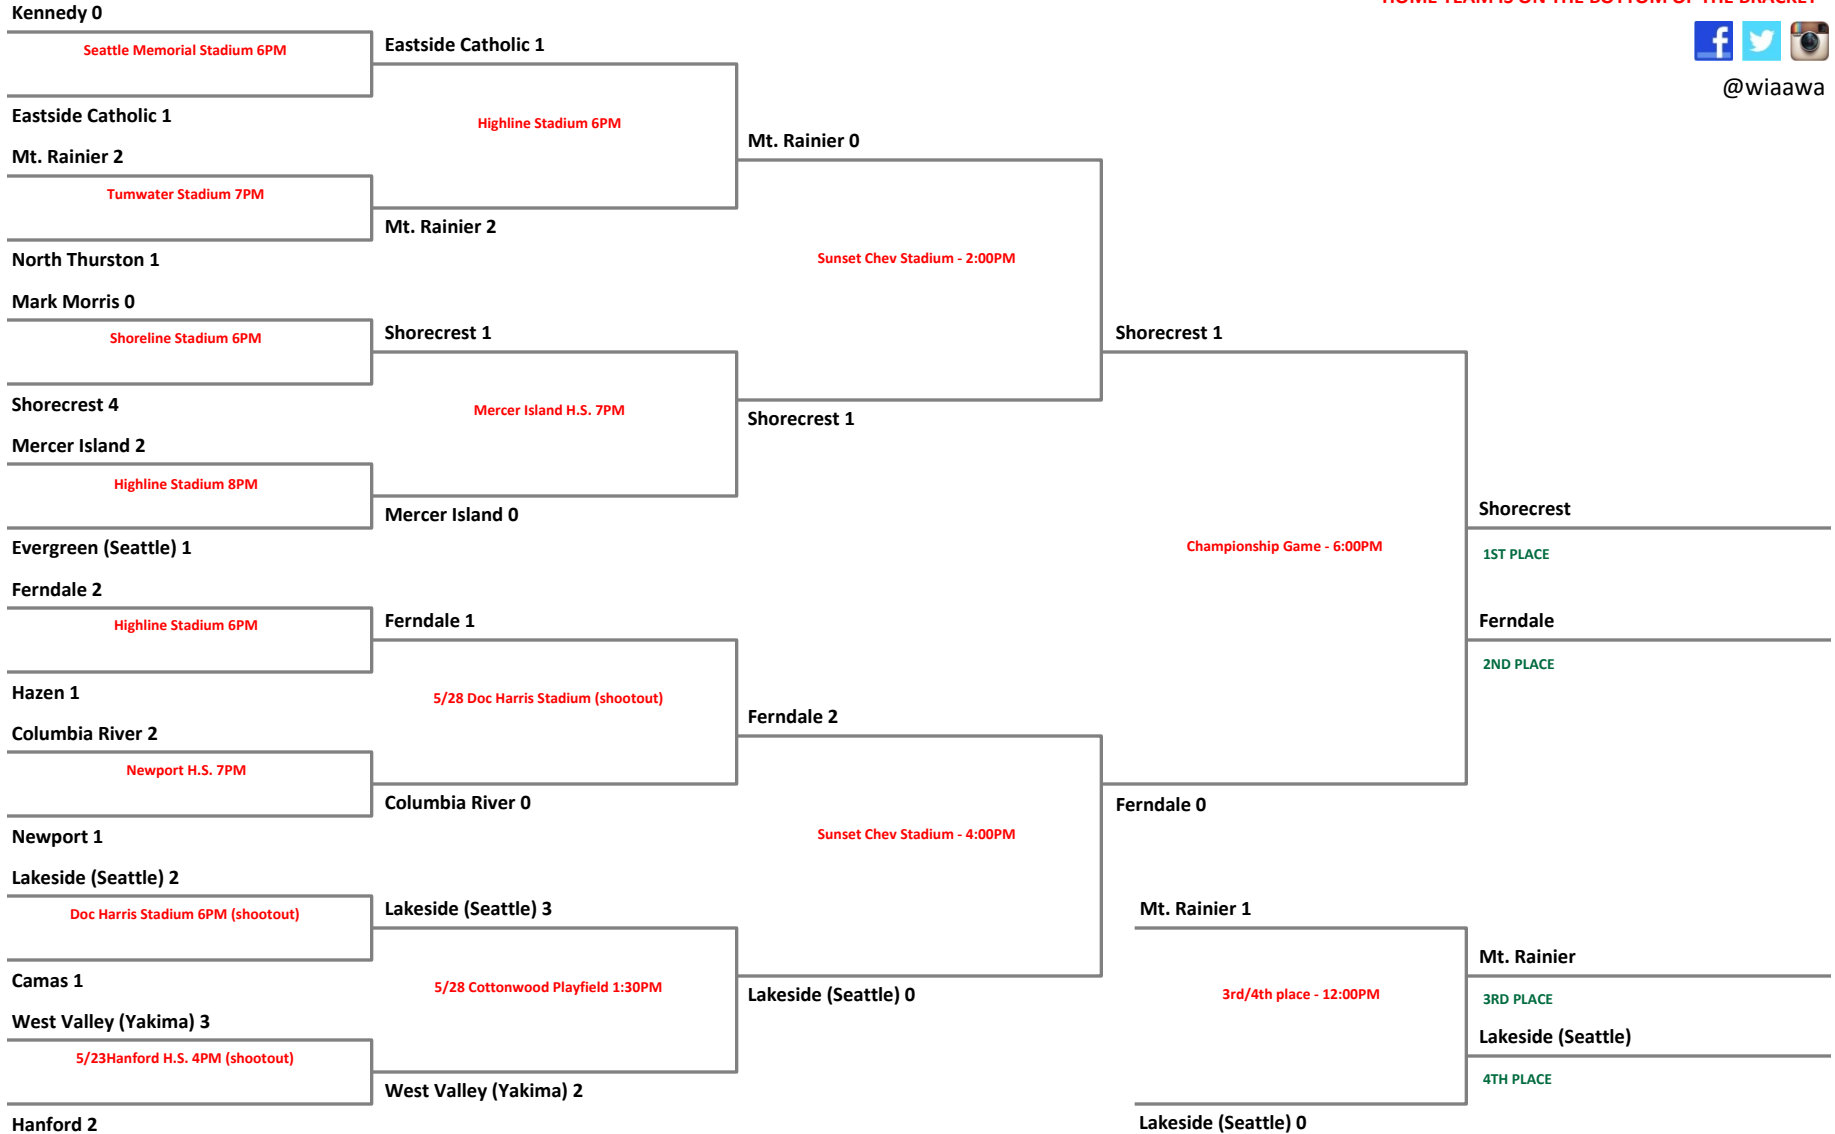 HOME TEAM IS ON THE BOTTOM OF THE BRACKET
@wiaawa
Kennedy 0
Seattle Memorial Stadium 6PM
Eastside Catholic 1
Mt. Rainier 2
Tumwater Stadium 7PM
North Thurston 1
Mark Morris 0
Shoreline Stadium 6PM
Shorecrest 4
Mercer Island 2
Highline Stadium 8PM
Evergreen (Seattle) 1
Ferndale 2
Highline Stadium 6PM
Hazen 1
Columbia River 2
Newport H.S. 7PM
Newport 1
Lakeside (Seattle) 2
Doc Harris Stadium 6PM (shootout)
Camas 1
West Valley (Yakima) 3
5/23Hanford H.S. 4PM (shootout)
Hanford 2
Eastside Catholic 1
Highline Stadium 6PM
Mt. Rainier 2
Shorecrest 1
Mercer Island H.S. 7PM
Mercer Island 0
Ferndale 1
5/28 Doc Harris Stadium (shootout)
Columbia River 0
Lakeside (Seattle) 3
5/28 Cottonwood Playfield 1:30PM
West Valley (Yakima) 2
Mt. Rainier 0
Sunset Chev Stadium - 2:00PM
Shorecrest 1
Ferndale 2
Sunset Chev Stadium - 4:00PM
Lakeside (Seattle) 0
Shorecrest 1
Championship Game - 6:00PM
Ferndale 0
Mt. Rainier 1
3rd/4th place - 12:00PM
Lakeside (Seattle) 0
Shorecrest
1ST PLACE
Ferndale
2ND PLACE
Mt. Rainier
3RD PLACE
Lakeside (Seattle)
4TH PLACE